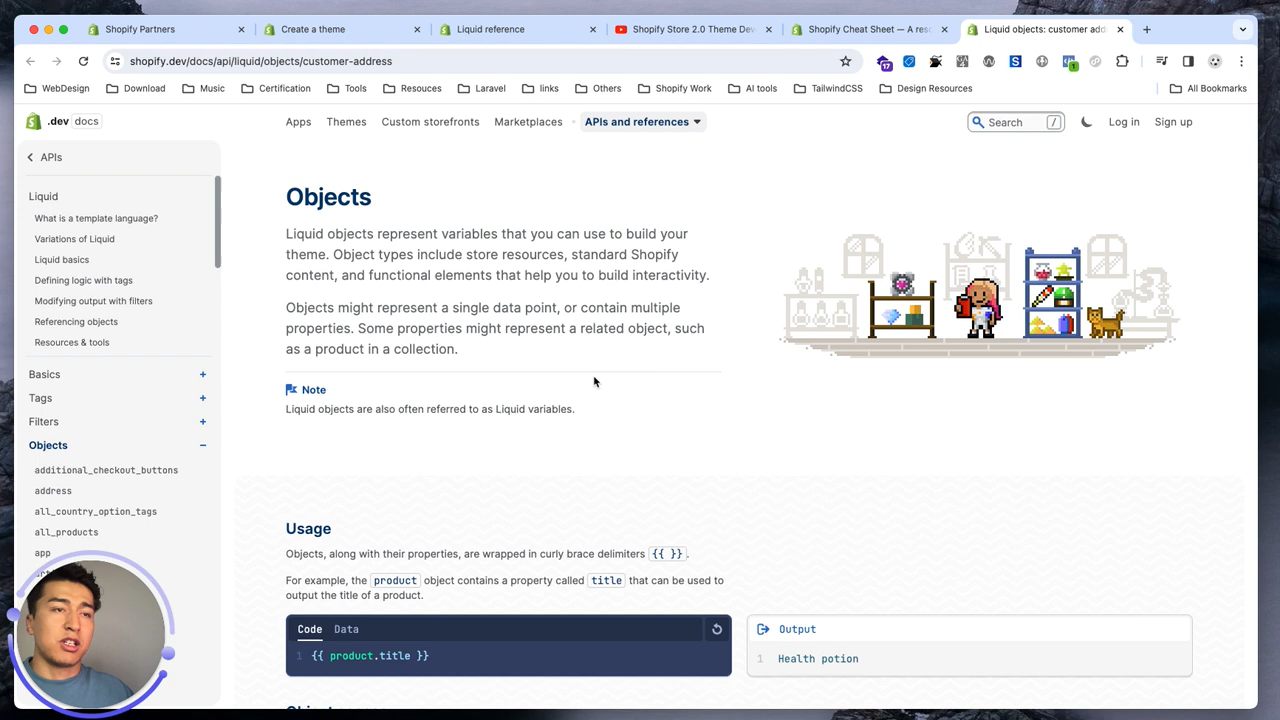 Shopify Partners
Create a theme
Liquid reference
Shopify Store 2.0 Theme Dev
Shopify Cheat Sheet — A res
Liquid objects: customer add
shopify.dev/docs/api/liquid/objects/customer-address
17
1
WebDesign
Download
Music
Certification
Tools
Resouces
Laravel
links
Others
Shopify Work
AI tools
TailwindCSS
Design Resources
All Bookmarks
.dev docs
Apps
Themes
Custom storefronts
Marketplaces
APIs and references
Search /
Log in
Sign up
APIs
Liquid
What is a template language?
Variations of Liquid
Liquid basics
Defining logic with tags
Modifying output with filters
Referencing objects
Resources & tools
Basics +
Tags +
Filters +
Objects −
additional_checkout_buttons
address
all_country_option_tags
all_products
app
Objects
Liquid objects represent variables that you can use to build your
theme. Object types include store resources, standard Shopify
content, and functional elements that help you to build interactivity.
Objects might represent a single data point, or contain multiple
properties. Some properties might represent a related object, such
as a product in a collection.
Note
Liquid objects are also often referred to as Liquid variables.
Usage
Objects, along with their properties, are wrapped in curly brace delimiters {{ }}.
For example, the product object contains a property called title that can be used to
output the title of a product.
Code Data
1 {{ product.title }}
Output
1 Health potion